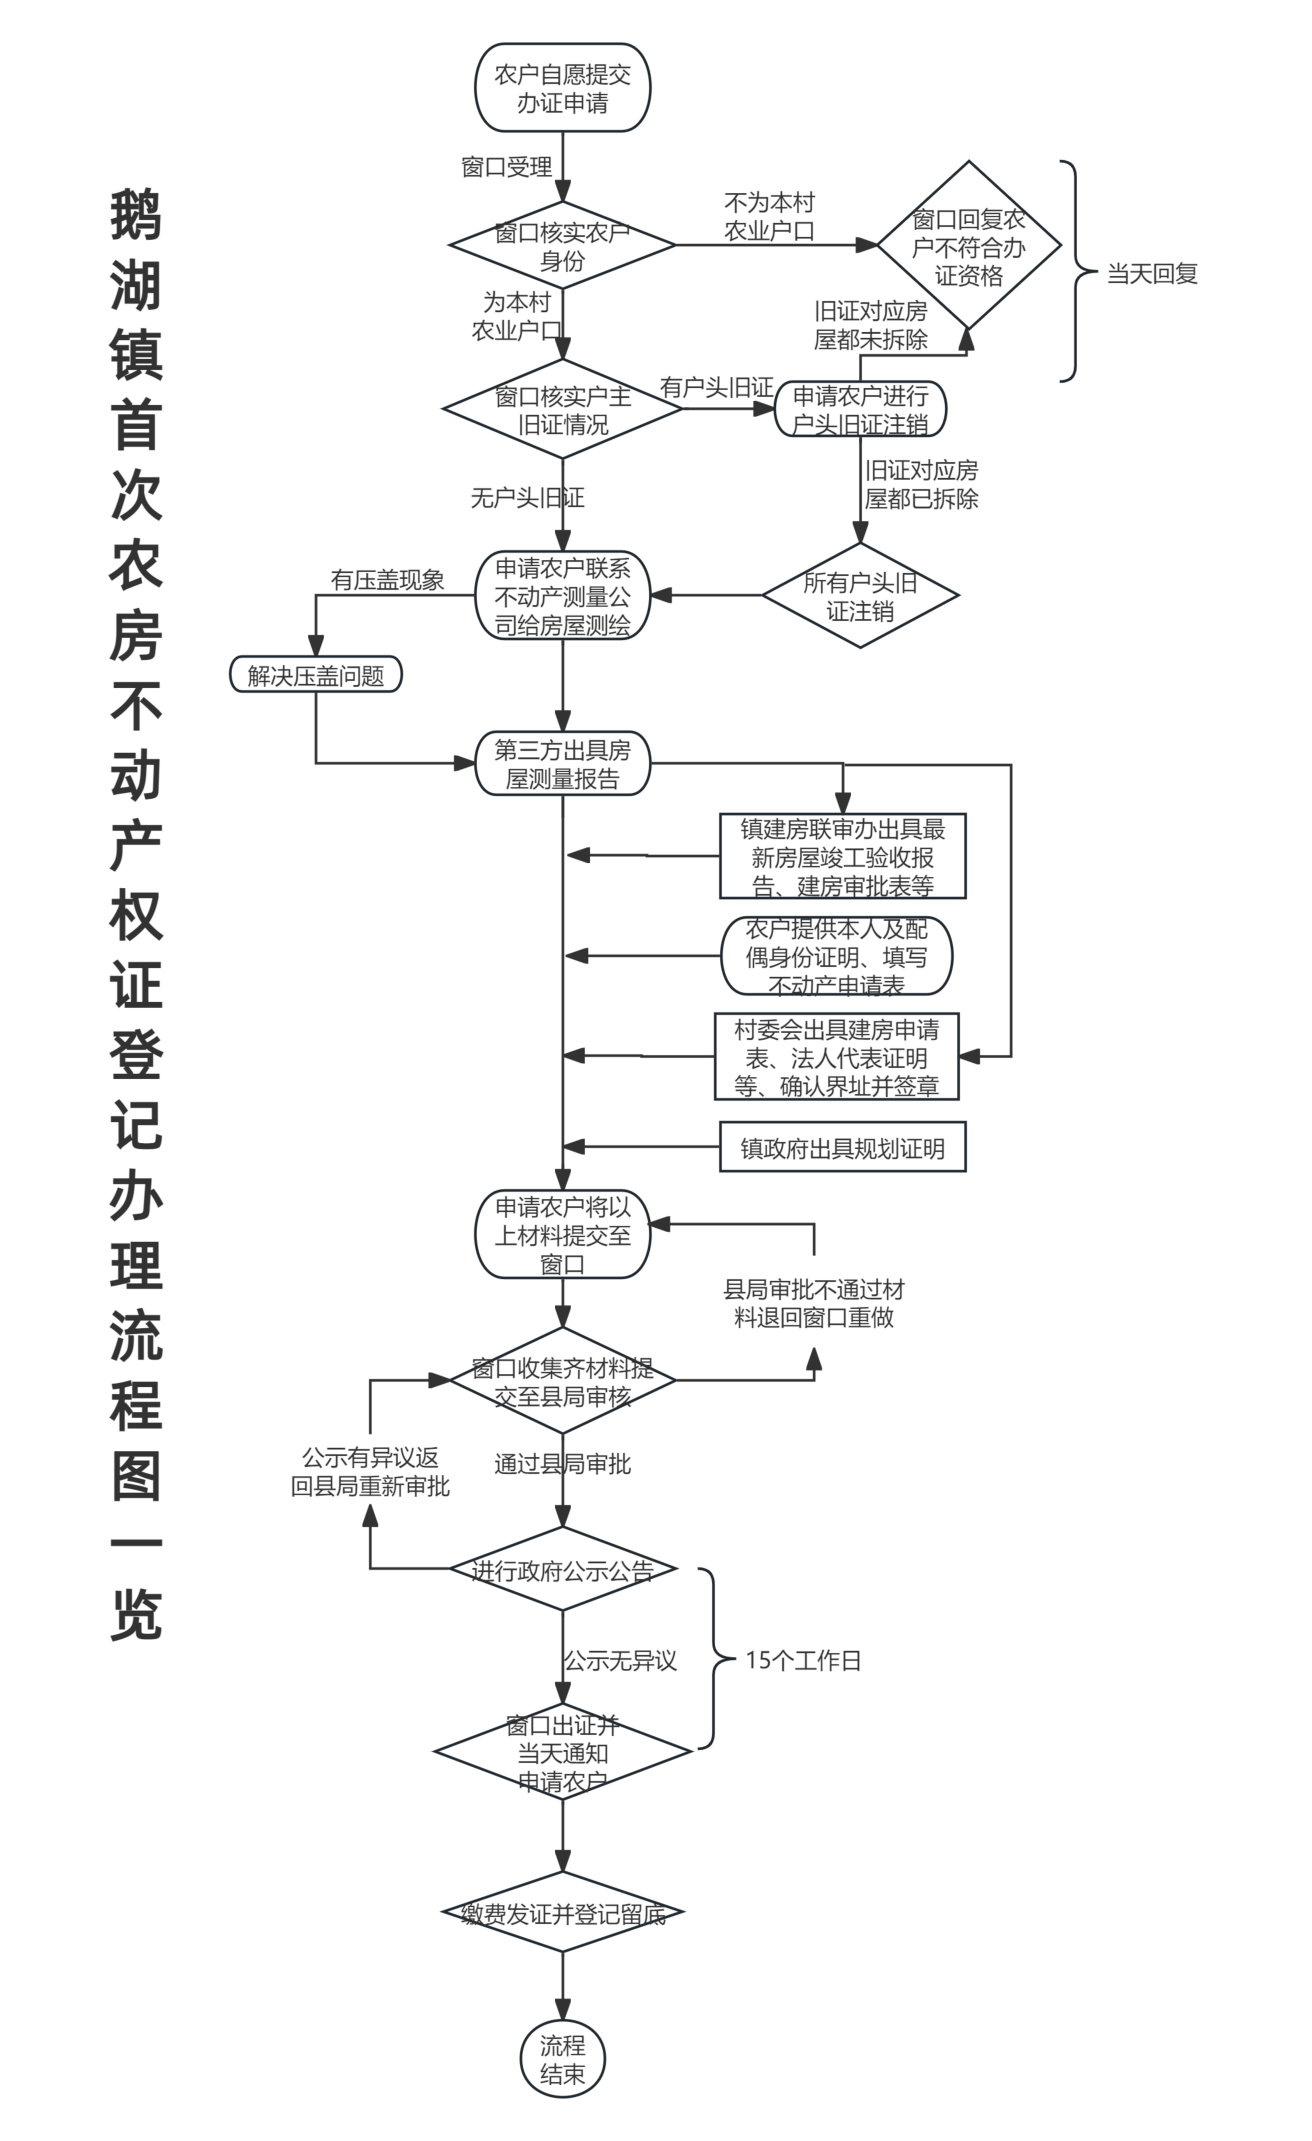 鹅湖镇首次农房不动产权证登记办理流程图一览
农户自愿提交
办证申请
窗口受理
窗口核实农户
身份
不为本村
农业户口
窗口回复农
户不符合办
证资格
当天回复
为本村
农业户口
旧证对应房
屋都未拆除
窗口核实户主
旧证情况
有户头旧证
申请农户进行
户头旧证注销
旧证对应房
屋都已拆除
无户头旧证
所有户头旧
证注销
申请农户联系
不动产测量公
司给房屋测绘
有压盖现象
解决压盖问题
第三方出具房
屋测量报告
镇建房联审办出具最
新房屋竣工验收报
告、建房审批表等
农户提供本人及配
偶身份证明、填写
不动产申请表
村委会出具建房申请
表、法人代表证明
等、确认界址并签章
镇政府出具规划证明
申请农户将以
上材料提交至
窗口
县局审批不通过材
料退回窗口重做
窗口收集齐材料提
交至县局审核
公示有异议返
回县局重新审批
通过县局审批
进行政府公示公告
公示无异议
15个工作日
窗口出证并
当天通知
申请农户
缴费发证并登记留底
流程
结束